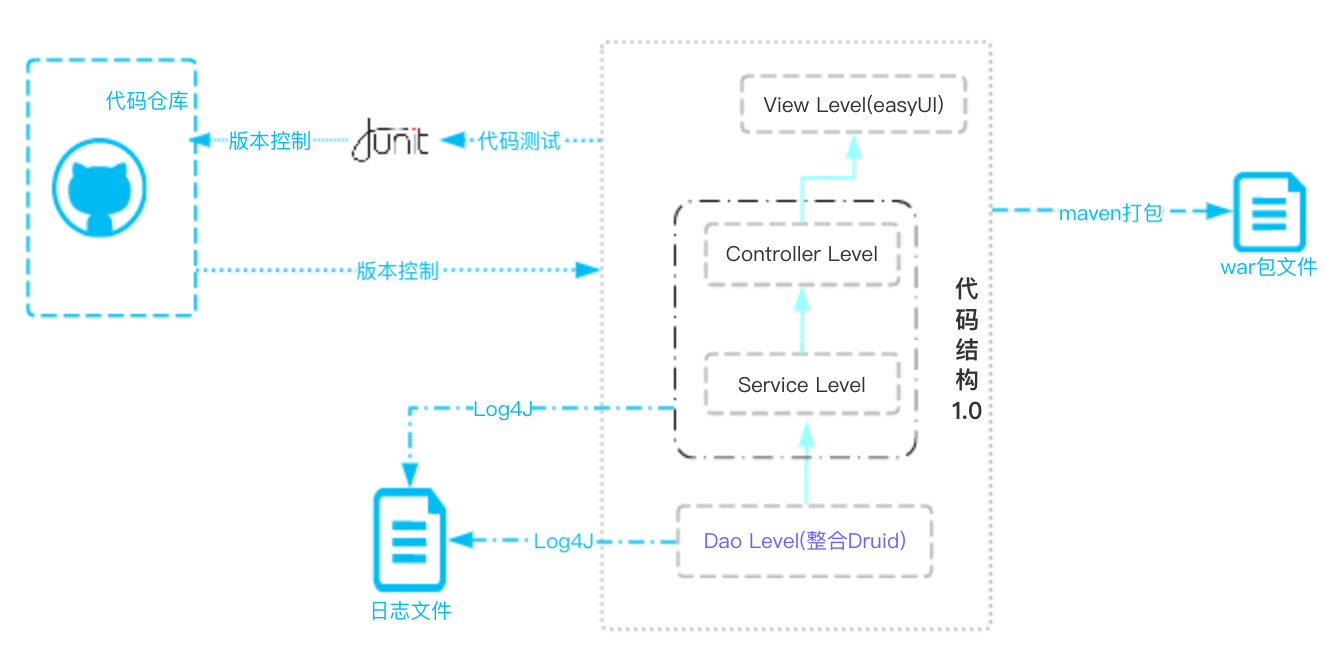 代码仓库
View Level(easyUI)
版本控制
Junit
代码测试
maven打包
war包文件
Controller Level
版本控制
代码结构1.0
Service Level
Log4J
Dao Level(整合Druid)
Log4J
日志文件